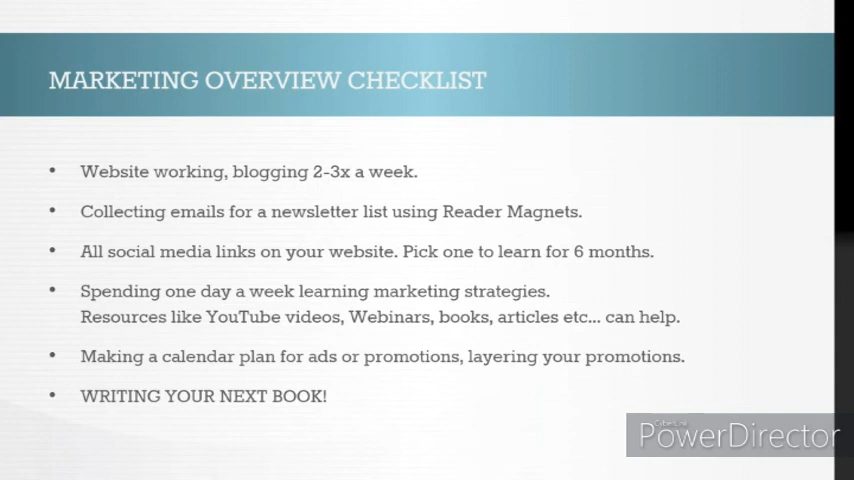 MARKETING OVERVIEW CHECKLIST
• Website working, blogging 2-3x a week.
• Collecting emails for a newsletter list using Reader Magnets.
• All social media links on your website. Pick one to learn for 6 months.
• Spending one day a week learning marketing strategies.
Resources like YouTube videos, Webinars, books, articles etc... can help.
• Making a calendar plan for ads or promotions, layering your promotions.
• WRITING YOUR NEXT BOOK!
CyberLink
PowerDirector